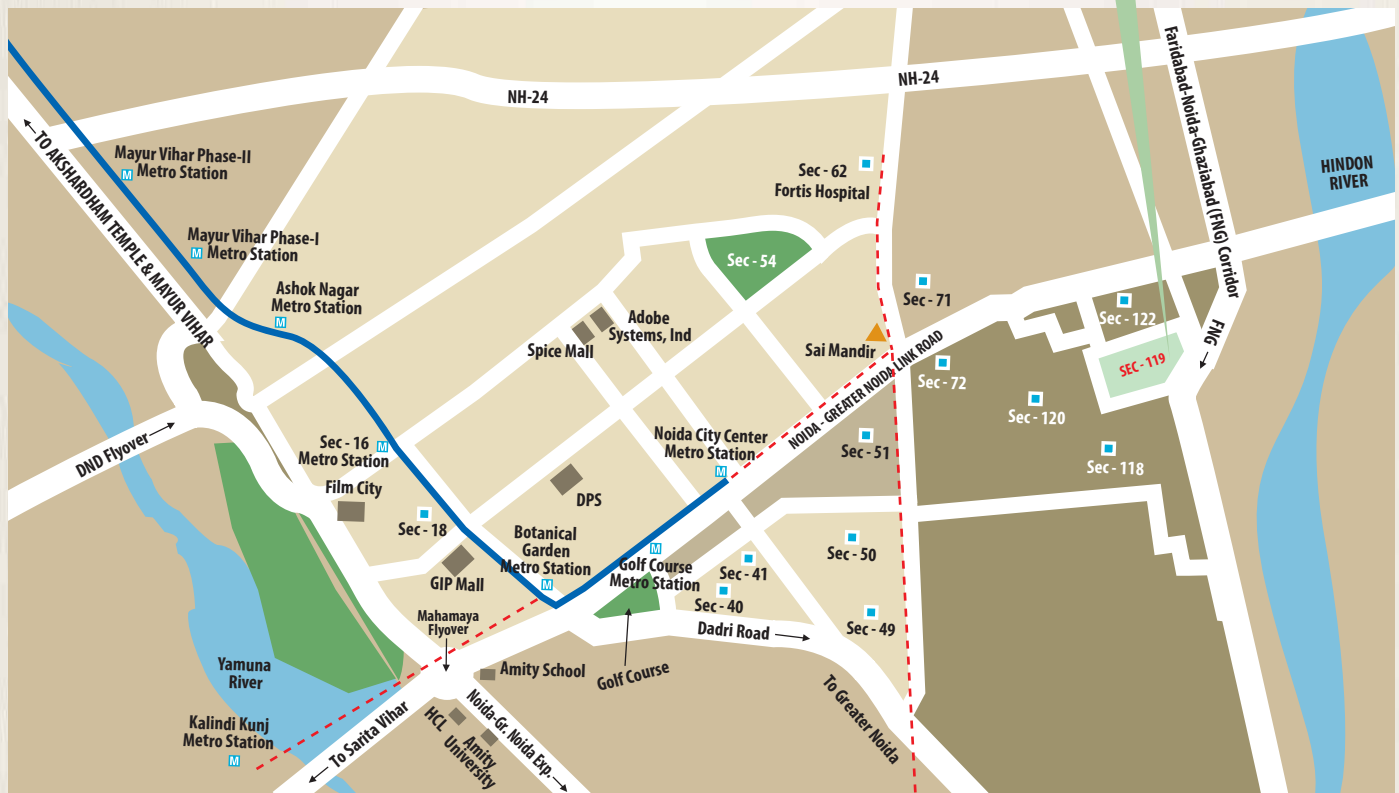 NH-24
NH-24
Faridabad-Noida-Ghaziabad (FNG) Corridor
TO AKSHARDHAM TEMPLE & MAYUR VIHAR
Mayur Vihar Phase-II
Metro Station
M
Sec - 62
Fortis Hospital
HINDON
RIVER
Mayur Vihar Phase-I
Metro Station
M
Sec - 54
Ashok Nagar
Metro Station
M
Sec - 71
Sec - 122
Adobe
Systems, Ind
Spice Mall
Sai Mandir
FNG
SEC - 119
NOIDA - GREATER NOIDA LINK ROAD
Sec - 72
Sec - 120
DND Flyover
Sec - 16
Metro Station
M
Noida City Center
Metro Station
M
Sec - 51
Sec - 118
Film City
DPS
Sec - 18
Botanical
Garden
Metro Station
M
M
Golf Course
Metro Station
Sec - 50
Sec - 41
GIP Mall
Sec - 40
Mahamaya
Flyover
Dadri Road
Sec - 49
Yamuna
River
Amity School
Golf Course
To Greater Noida
Kalindi Kunj
Metro Station
M
To Sarita Vihar
HCL
Amity
University
Noida-Gr. Noida Exp.